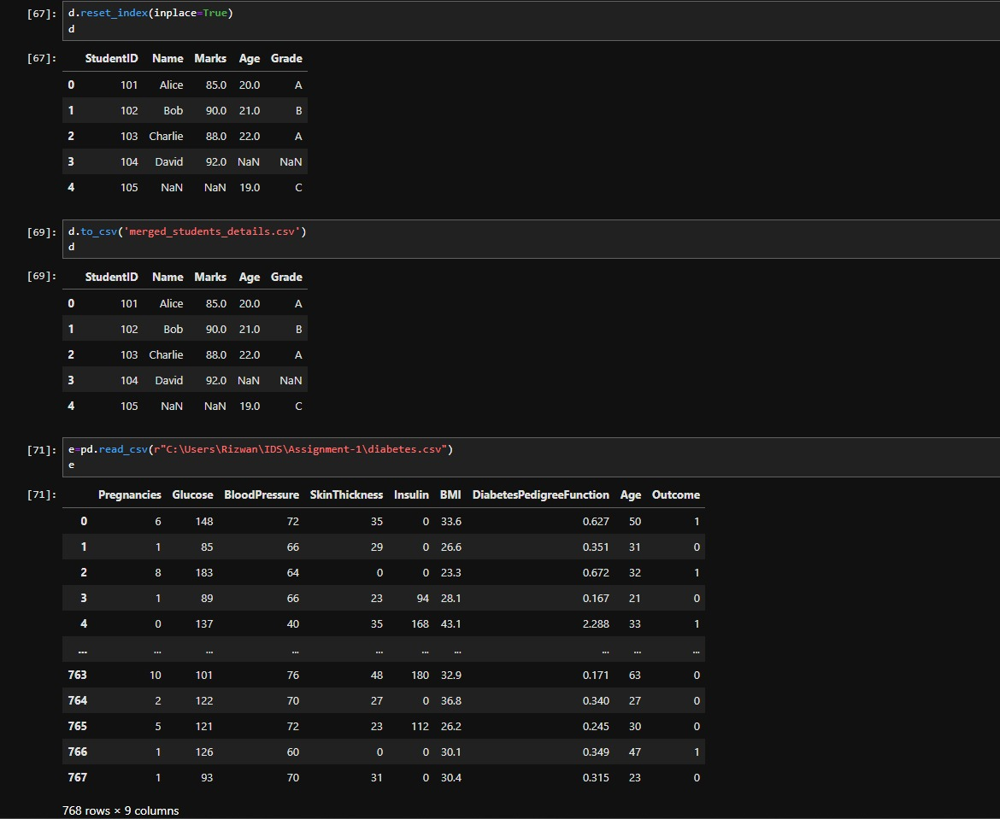 [67]: d.reset_index(inplace=True)
d
[67]: StudentID Name Marks Age Grade
0 101 Alice 85.0 20.0 A
1 102 Bob 90.0 21.0 B
2 103 Charlie 88.0 22.0 A
3 104 David 92.0 NaN NaN
4 105 NaN NaN 19.0 C
[69]: d.to_csv('merged_students_details.csv')
d
[69]: StudentID Name Marks Age Grade
0 101 Alice 85.0 20.0 A
1 102 Bob 90.0 21.0 B
2 103 Charlie 88.0 22.0 A
3 104 David 92.0 NaN NaN
4 105 NaN NaN 19.0 C
[71]: e=pd.read_csv(r"C:\Users\Rizwan\IDS\Assignment-1\diabetes.csv")
e
[71]: Pregnancies Glucose BloodPressure SkinThickness Insulin BMI DiabetesPedigreeFunction Age Outcome
0 6 148 72 35 0 33.6 0.627 50 1
1 1 85 66 29 0 26.6 0.351 31 0
2 8 183 64 0 0 23.3 0.672 32 1
3 1 89 66 23 94 28.1 0.167 21 0
4 0 137 40 35 168 43.1 2.288 33 1
... ... ... ... ... ... ... ... ... ...
763 10 101 76 48 180 32.9 0.171 63 0
764 2 122 70 27 0 36.8 0.340 27 0
765 5 121 72 23 112 26.2 0.245 30 0
766 1 126 60 0 0 30.1 0.349 47 1
767 1 93 70 31 0 30.4 0.315 23 0
768 rows × 9 columns